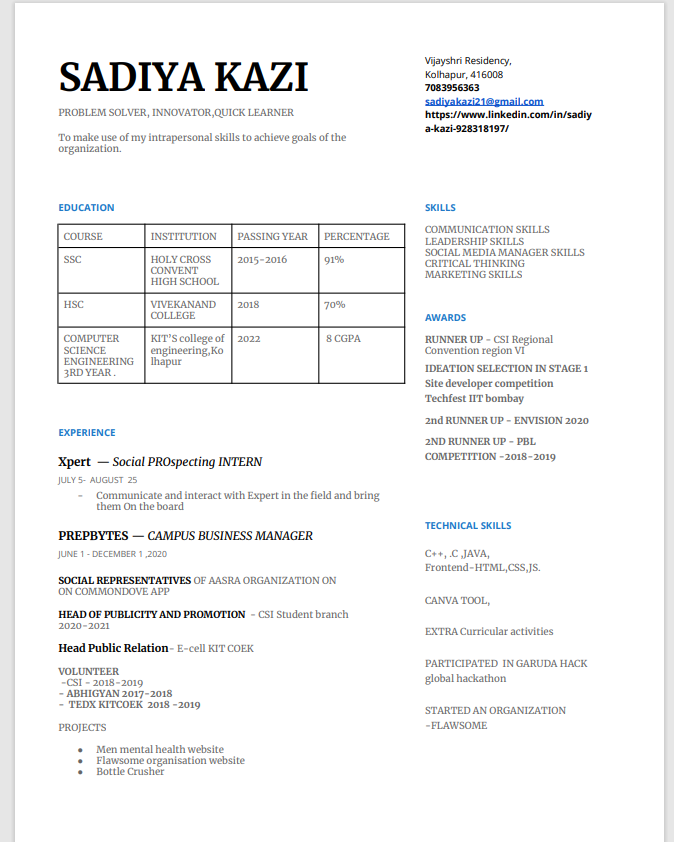 SADIYA KAZI
PROBLEM SOLVER, INNOVATOR,QUICK LEARNER
To make use of my intrapersonal skills to achieve goals of the
organization.
Vijayshri Residency,
Kolhapur, 416008
7083956363
sadiyakazi21@gmail.com
https://www.linkedin.com/in/sadiy
a-kazi-928318197/
EDUCATION
COURSE INSTITUTION PASSING YEAR PERCENTAGE
SSC HOLY CROSS 2015-2016 91%
CONVENT
HIGH SCHOOL
HSC VIVEKANAND 2018 70%
COLLEGE
COMPUTER KIT'S college of 2022 8 CGPA
SCIENCE engineering,Ko
ENGINEERING lhapur
3RD YEAR .
EXPERIENCE
Xpert — Social PROspecting INTERN
JULY 5- AUGUST 25
- Communicate and interact with Expert in the field and bring
them On the board
PREPBYTES — CAMPUS BUSINESS MANAGER
JUNE 1 - DECEMBER 1 ,2020
SOCIAL REPRESENTATIVES OF AASRA ORGANIZATION ON
ON COMMONDOVE APP
HEAD OF PUBLICITY AND PROMOTION - CSI Student branch
2020-2021
Head Public Relation- E-cell KIT COEK
VOLUNTEER
-CSI - 2018-2019
- ABHIGYAN 2017-2018
- TEDX KITCOEK 2018 -2019
PROJECTS
● Men mental health website
● Flawsome organisation website
● Bottle Crusher
SKILLS
COMMUNICATION SKILLS
LEADERSHIP SKILLS
SOCIAL MEDIA MANAGER SKILLS
CRITICAL THINKING
MARKETING SKILLS
AWARDS
RUNNER UP - CSI Regional
Convention region VI
IDEATION SELECTION IN STAGE 1
Site developer competition
Techfest IIT bombay
2nd RUNNER UP - ENVISION 2020
2ND RUNNER UP - PBL
COMPETITION -2018-2019
TECHNICAL SKILLS
C++, .C ,JAVA,
Frontend-HTML,CSS,JS.
CANVA TOOL,
EXTRA Curricular activities
PARTICIPATED IN GARUDA HACK
global hackathon
STARTED AN ORGANIZATION
-FLAWSOME